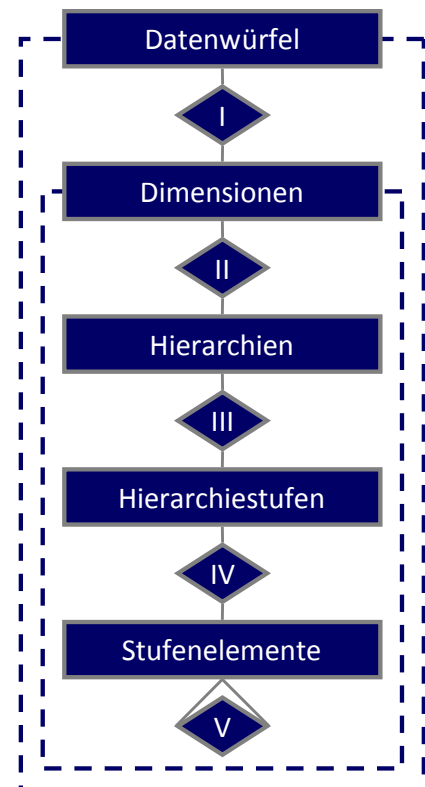 Datenwürfel
I
Dimensionen
II
Hierarchien
III
Hierarchiestufen
IV
Stufenelemente
V